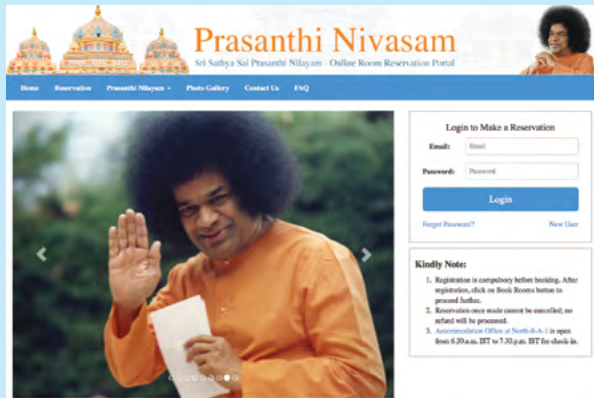 Prasanthi Nivasam
Sri Sathya Sai Prasanthi Nilayam - Online Room Reservation Portal
Home Reservation Prasanthi Nilayam Photo Gallery Contact Us FAQ
Login to Make a Reservation
Email: Email
Password: Password
Login
Forgot Password? New User
Kindly Note:
1. Registration is compulsory before booking. After
registration, click on Book Rooms button to
proceed further.
2. Reservation once made cannot be cancelled; no
refund will be processed.
3. Accommodation Office at North-8-A-1 is open
from 6.30 a.m. IST to 7.30 p.m. IST for check-in.